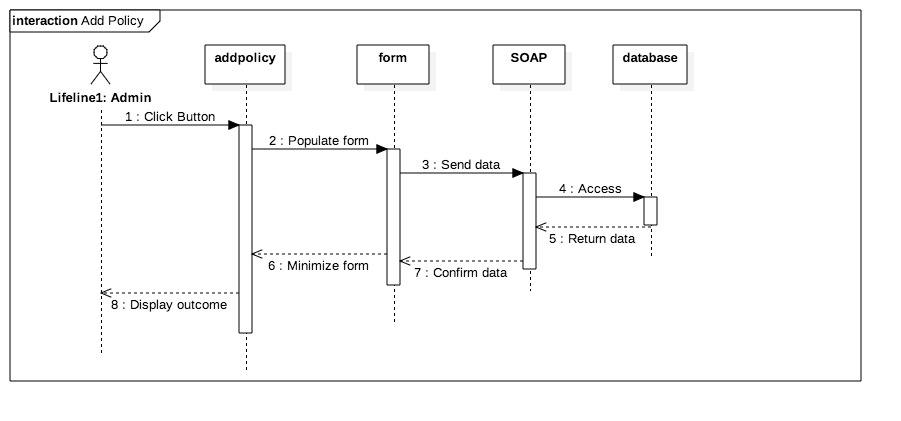 interaction Add Policy
addpolicy
form
SOAP
database
Lifeline1: Admin
1 : Click Button
2 : Populate form
3 : Send data
4 : Access
5 : Return data
6 : Minimize form
7 : Confirm data
8 : Display outcome